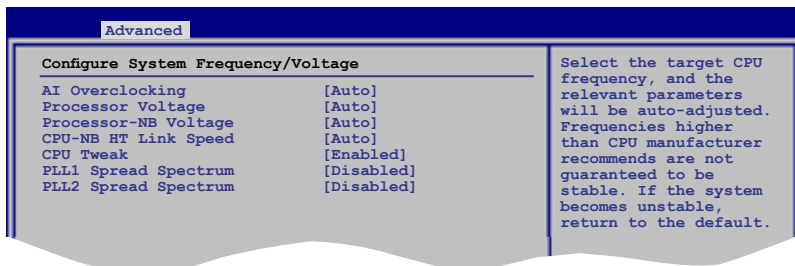 Advanced
Configure System Frequency/Voltage
AI Overclocking [Auto]
Processor Voltage [Auto]
Processor-NB Voltage [Auto]
CPU-NB HT Link Speed [Auto]
CPU Tweak [Enabled]
PLL1 Spread Spectrum [Disabled]
PLL2 Spread Spectrum [Disabled]
Select the target CPU
frequency, and the
relevant parameters
will be auto-adjusted.
Frequencies higher
than CPU manufacturer
recommends are not
guaranteed to be
stable. If the system
becomes unstable,
return to the default.